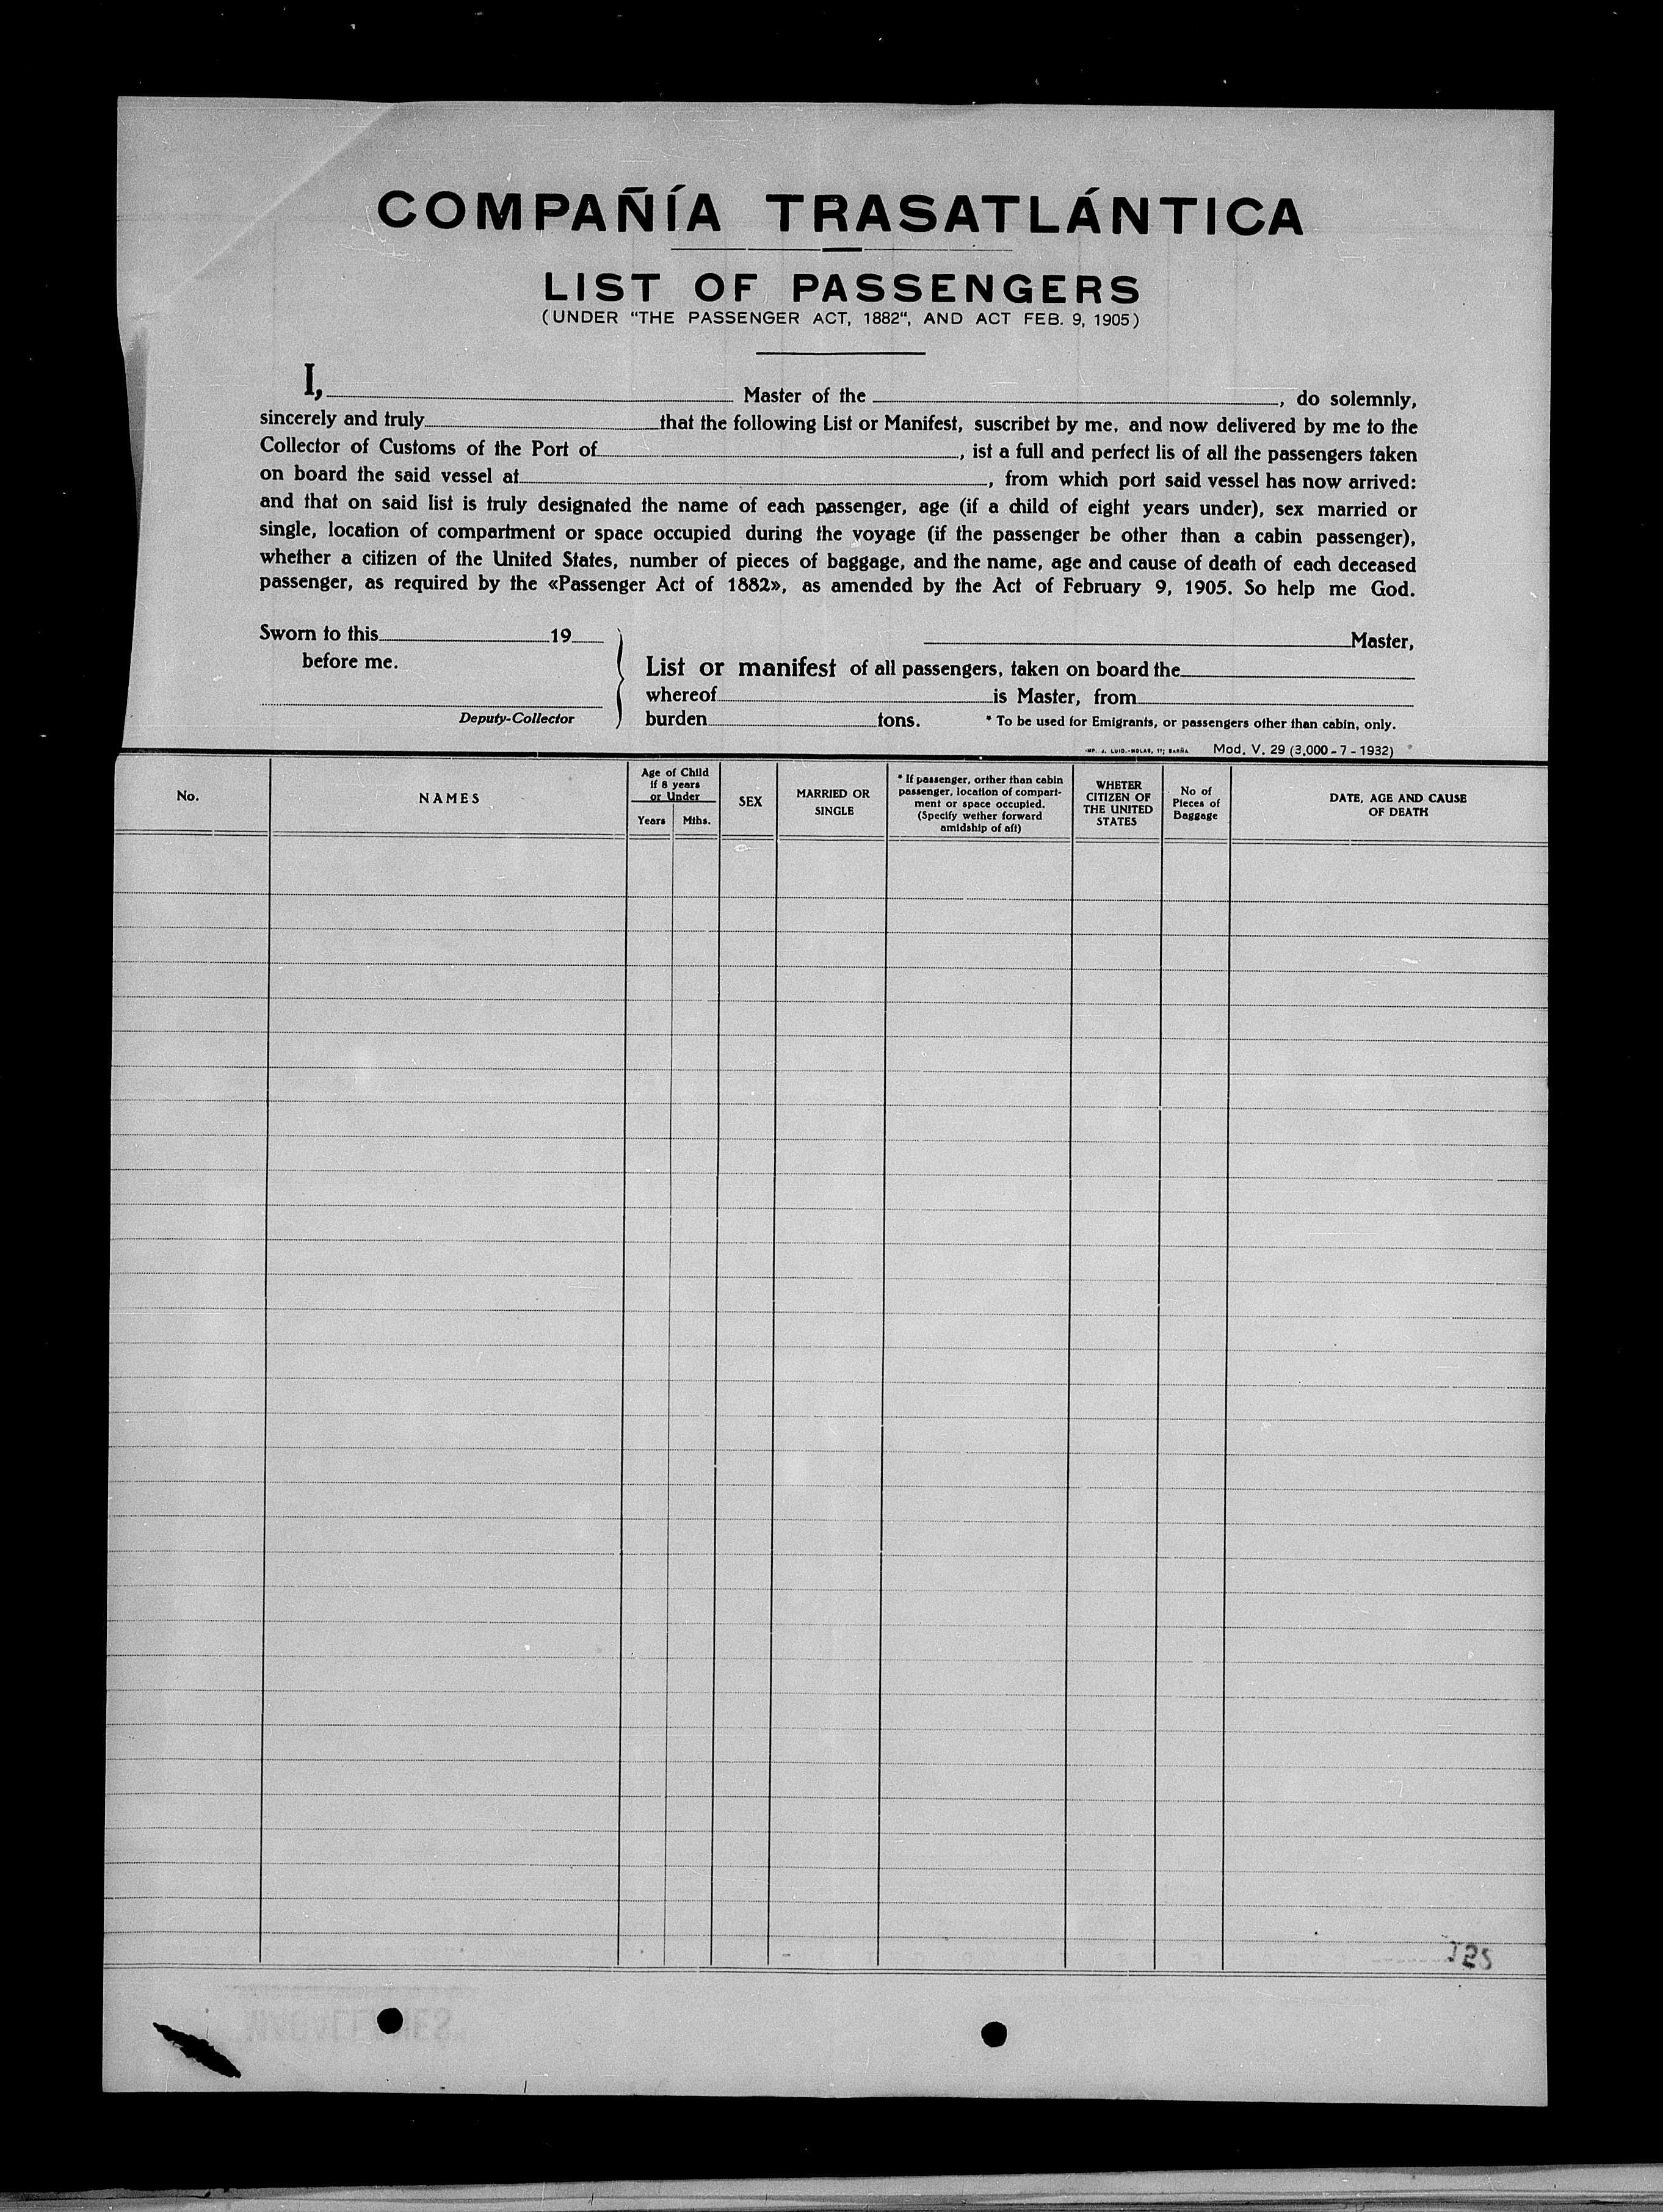 COMPAÑÍA TRASATLÁNTICA
LIST OF PASSENGERS
(UNDER "THE PASSENGER ACT, 1882", AND ACT FEB. 9, 1905)
I, Master of the , do solemnly,
sincerely and truly that the following List or Manifest, suscribet by me, and now delivered by me to the
Collector of Customs of the Port of , ist a full and perfect lis of all the passengers taken
on board the said vessel at , from which port said vessel has now arrived:
and that on said list is truly designated the name of each passenger, age (if a child of eight years under), sex married or
single, location of compartment or space occupied during the voyage (if the passenger be other than a cabin passenger),
whether a citizen of the United States, number of pieces of baggage, and the name, age and cause of death of each deceased
passenger, as required by the «Passenger Act of 1882», as amended by the Act of February 9, 1905. So help me God.
Sworn to this 19
before me.
Deputy-Collector
Master,
List or manifest of all passengers, taken on board the
whereof is Master, from
burden tons. * To be used for Emigrants, or passengers other than cabin, only.
Mod. V. 29 (3,000 - 7 - 1932)
No.
NAMES
Age of Child
if 8 years
or Under
Years Mths.
SEX
MARRIED OR
SINGLE
* If passenger, orther than cabin
passenger, location of compart-
ment or space occupied.
(Specify wether forward
amidship of aft)
WHETER
CITIZEN OF
THE UNITED
STATES
No of
Pieces of
Baggage
DATE, AGE AND CAUSE
OF DEATH